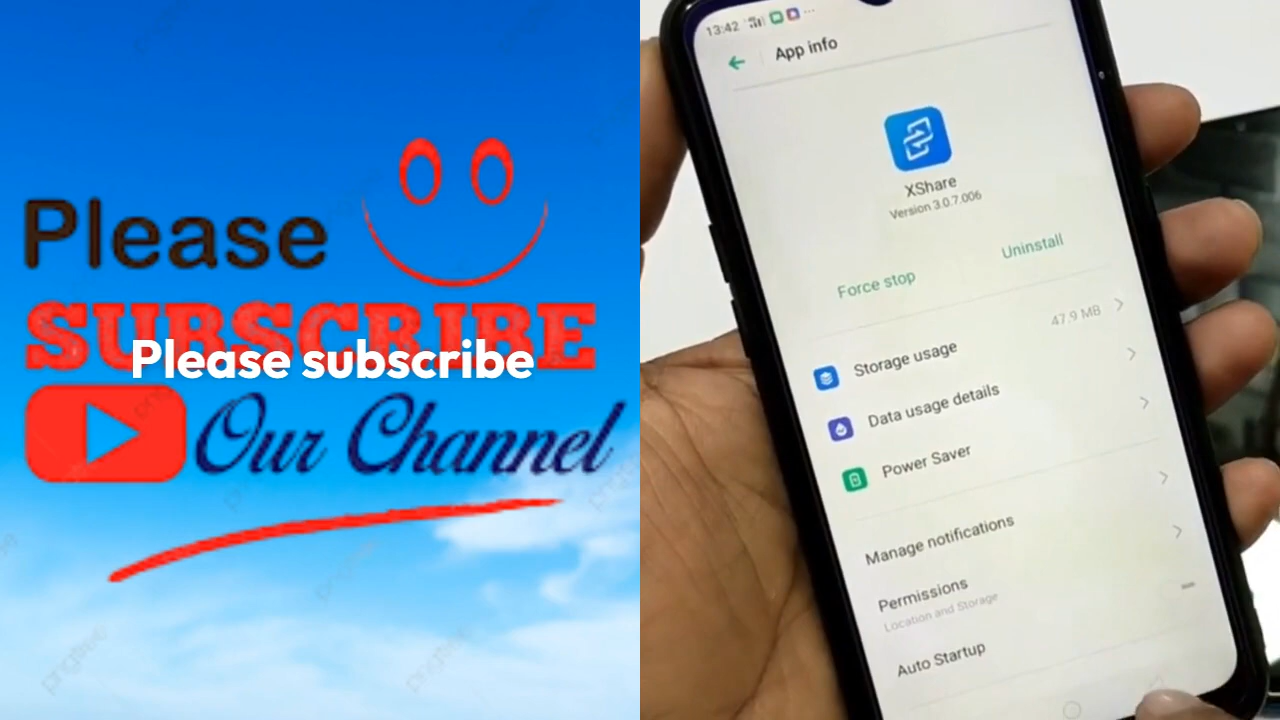 Please
SUBSCRIBE
Please subscribe
Our Channel
13:42
App info
XShare
Version 3.0.7.006
Force stop
Uninstall
Storage usage
47.9 MB
Data usage details
Power Saver
Manage notifications
Permissions
Location and Storage
Auto Startup